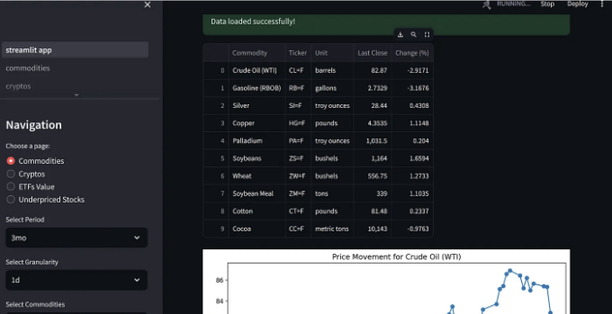 RUNNING... Stop Deploy
Data loaded successfully!
streamlit app
commodities
cryptos
Navigation
Choose a page:
Commodities
Cryptos
ETFs Value
Underpriced Stocks
Select Period
3mo
Select Granularity
1d
Select Commodities
Commodity Ticker Unit Last Close Change (%)
0 Crude Oil (WTI) CL=F barrels 82.87 -2.9171
1 Gasoline (RBOB) RB=F gallons 2.7329 -3.1676
2 Silver SI=F troy ounces 28.44 0.4308
3 Copper HG=F pounds 4.3535 1.1148
4 Palladium PA=F troy ounces 1,031.5 0.204
5 Soybeans ZS=F bushels 1,164 1.6594
6 Wheat ZW=F bushels 556.75 1.2733
7 Soybean Meal ZM=F tons 339 1.1035
8 Cotton CT=F pounds 81.48 0.2337
9 Cocoa CC=F metric tons 10,143 -0.9763
Price Movement for Crude Oil (WTI)
86
84